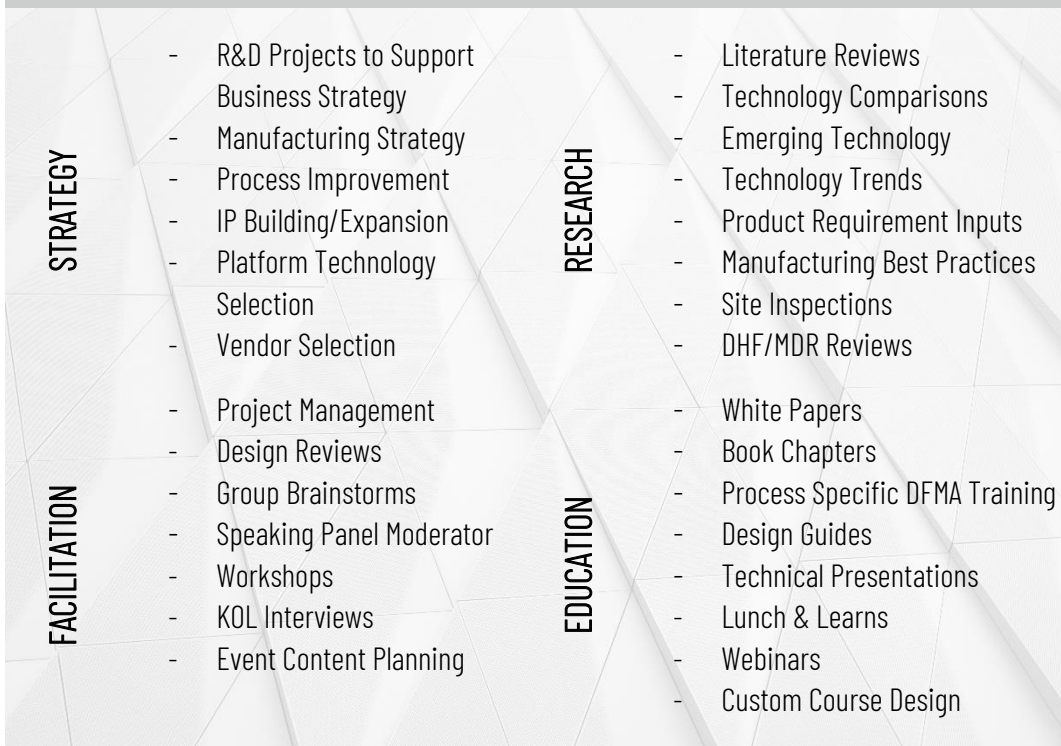 STRATEGY
- R&D Projects to Support
Business Strategy
- Manufacturing Strategy
- Process Improvement
- IP Building/Expansion
- Platform Technology
Selection
- Vendor Selection
RESEARCH
- Literature Reviews
- Technology Comparisons
- Emerging Technology
- Technology Trends
- Product Requirement Inputs
- Manufacturing Best Practices
- Site Inspections
- DHF/MDR Reviews
FACILITATION
- Project Management
- Design Reviews
- Group Brainstorms
- Speaking Panel Moderator
- Workshops
- KOL Interviews
- Event Content Planning
EDUCATION
- White Papers
- Book Chapters
- Process Specific DFMA Training
- Design Guides
- Technical Presentations
- Lunch & Learns
- Webinars
- Custom Course Design